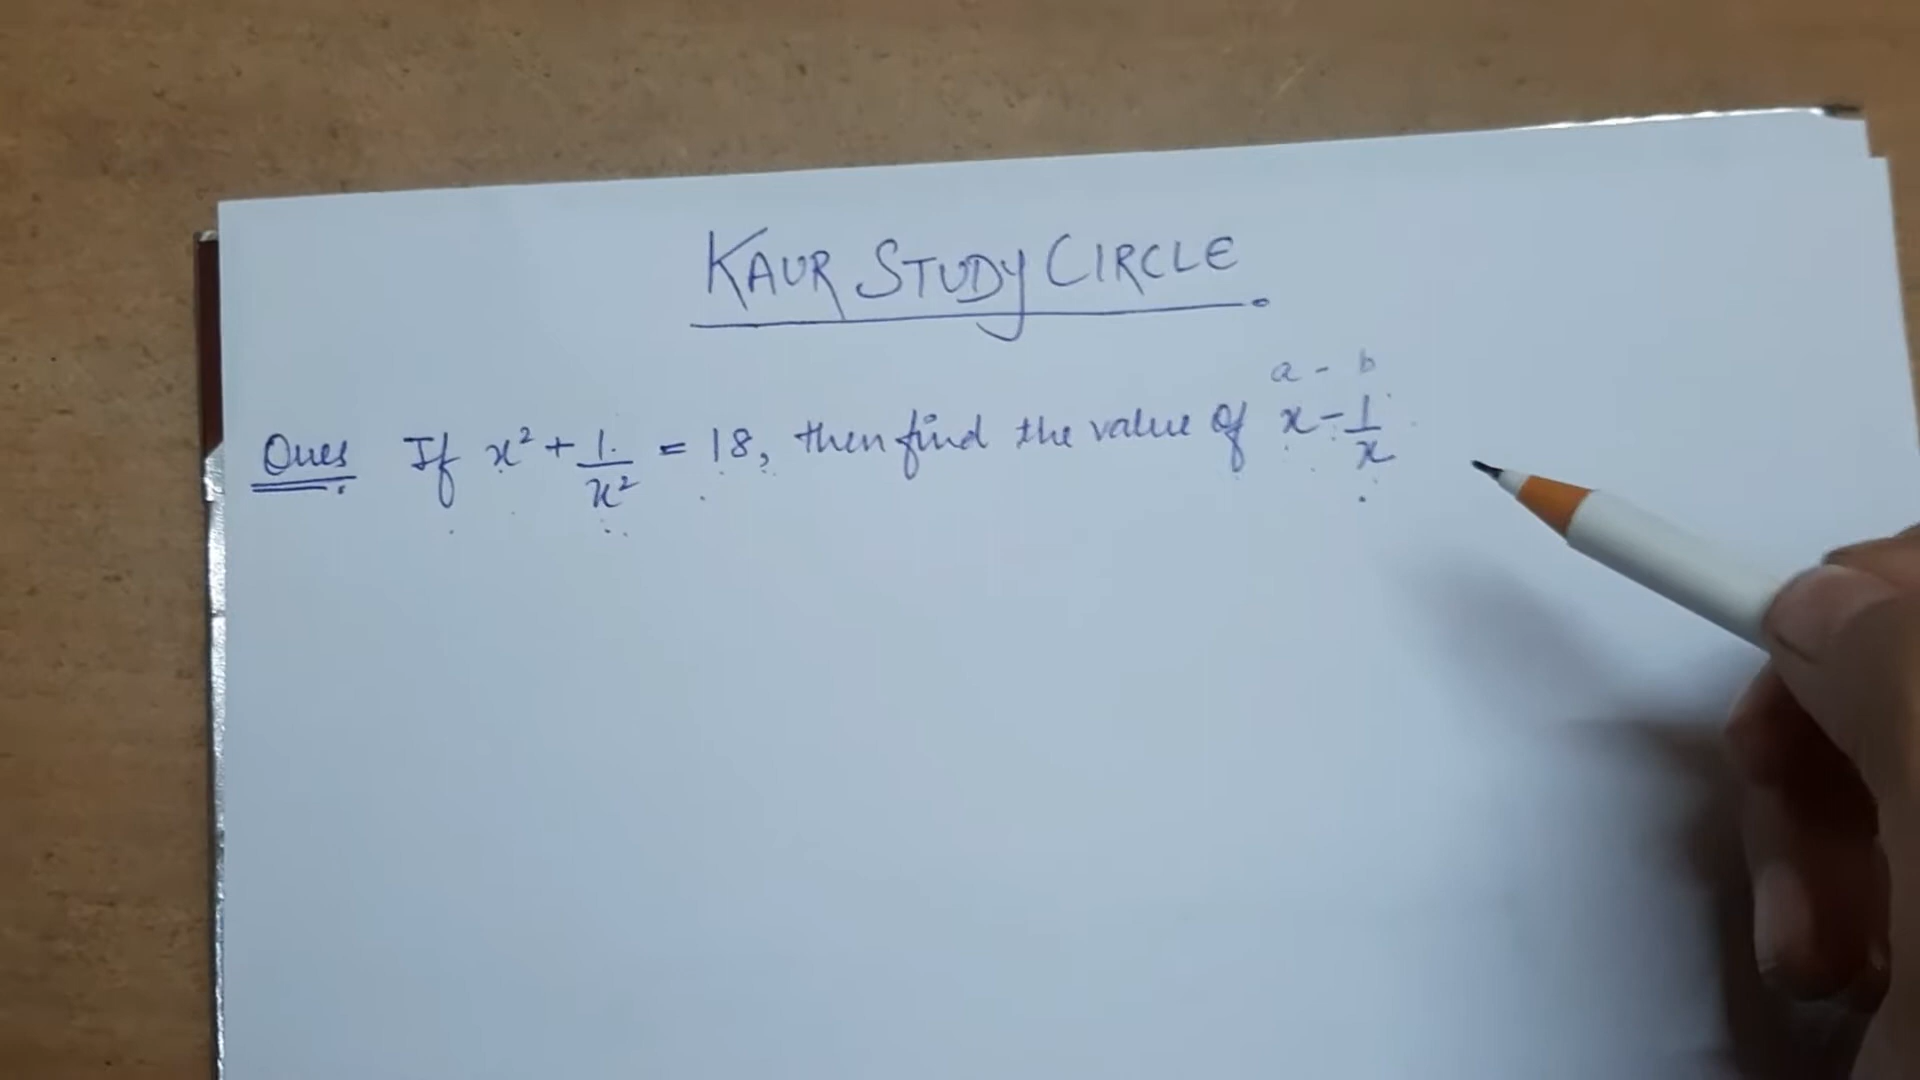 KAUR STUDY CIRCLE
a - b
Ques If x² + 1/x² = 18, then find the value of x - 1/x